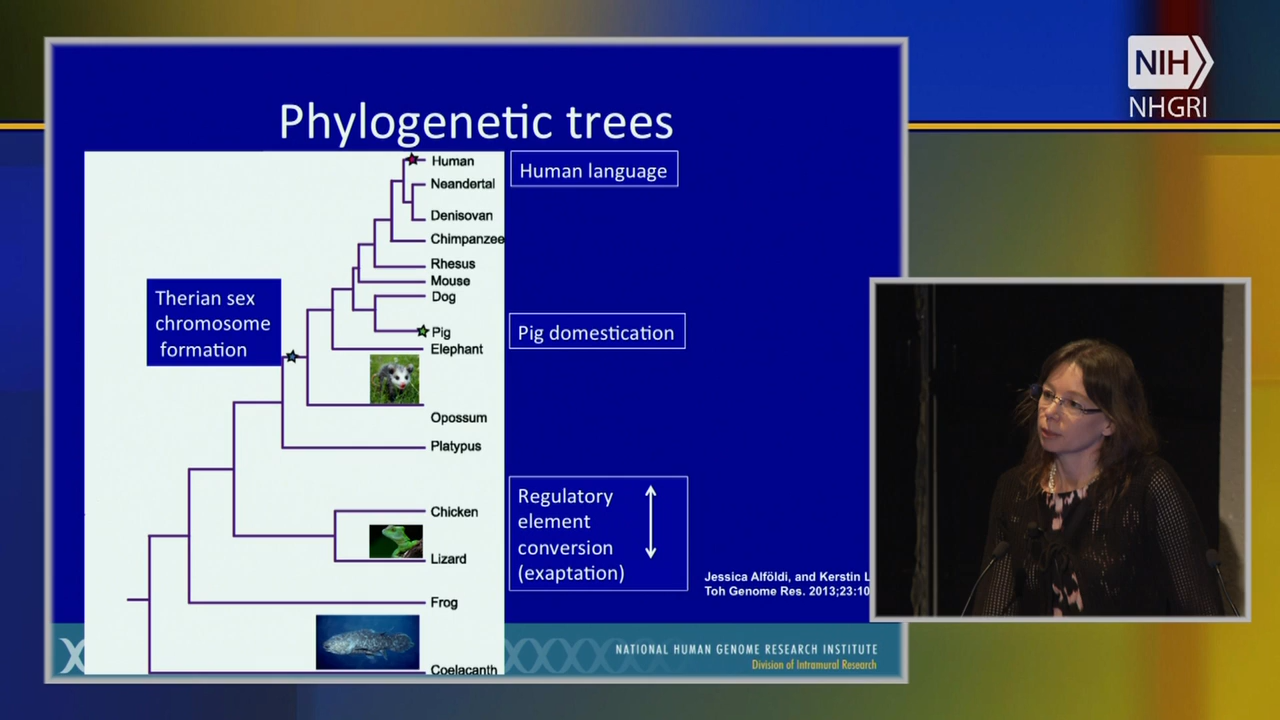 NIH
NHGRI
Phylogenetic trees
Human
Human language
Neandertal
Denisovan
Chimpanzee
Rhesus
Mouse
Dog
Therian sex
chromosome
formation
Pig
Pig domestication
Elephant
Opossum
Platypus
Regulatory
element
conversion
(exaptation)
Chicken
Lizard
Frog
Coelacanth
Jessica Alföldi, and Kerstin L
Toh Genome Res. 2013;23:10
NATIONAL HUMAN GENOME RESEARCH INSTITUTE
Division of Intramural Research